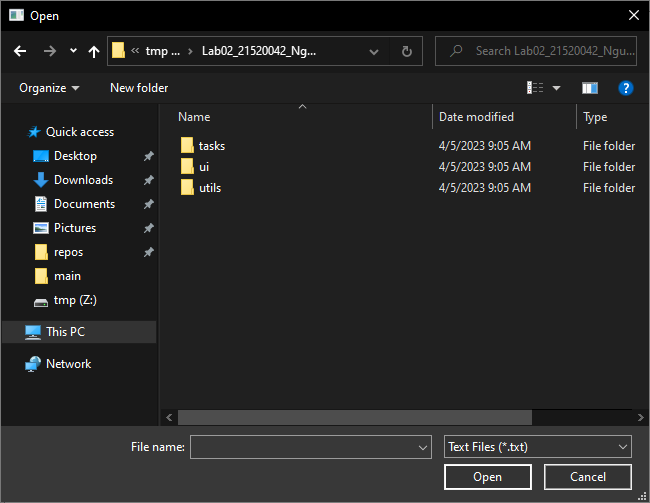 Open
tmp ... Lab02_21520042_Ng...
Search Lab02_21520042_Ngu...
Organize New folder
Name Date modified Type
Quick access
Desktop
Downloads
Documents
Pictures
repos
main
tmp (Z:)
This PC
Network
tasks 4/5/2023 9:05 AM File folder
ui 4/5/2023 9:05 AM File folder
utils 4/5/2023 9:05 AM File folder
File name: Text Files (*.txt)
Open Cancel